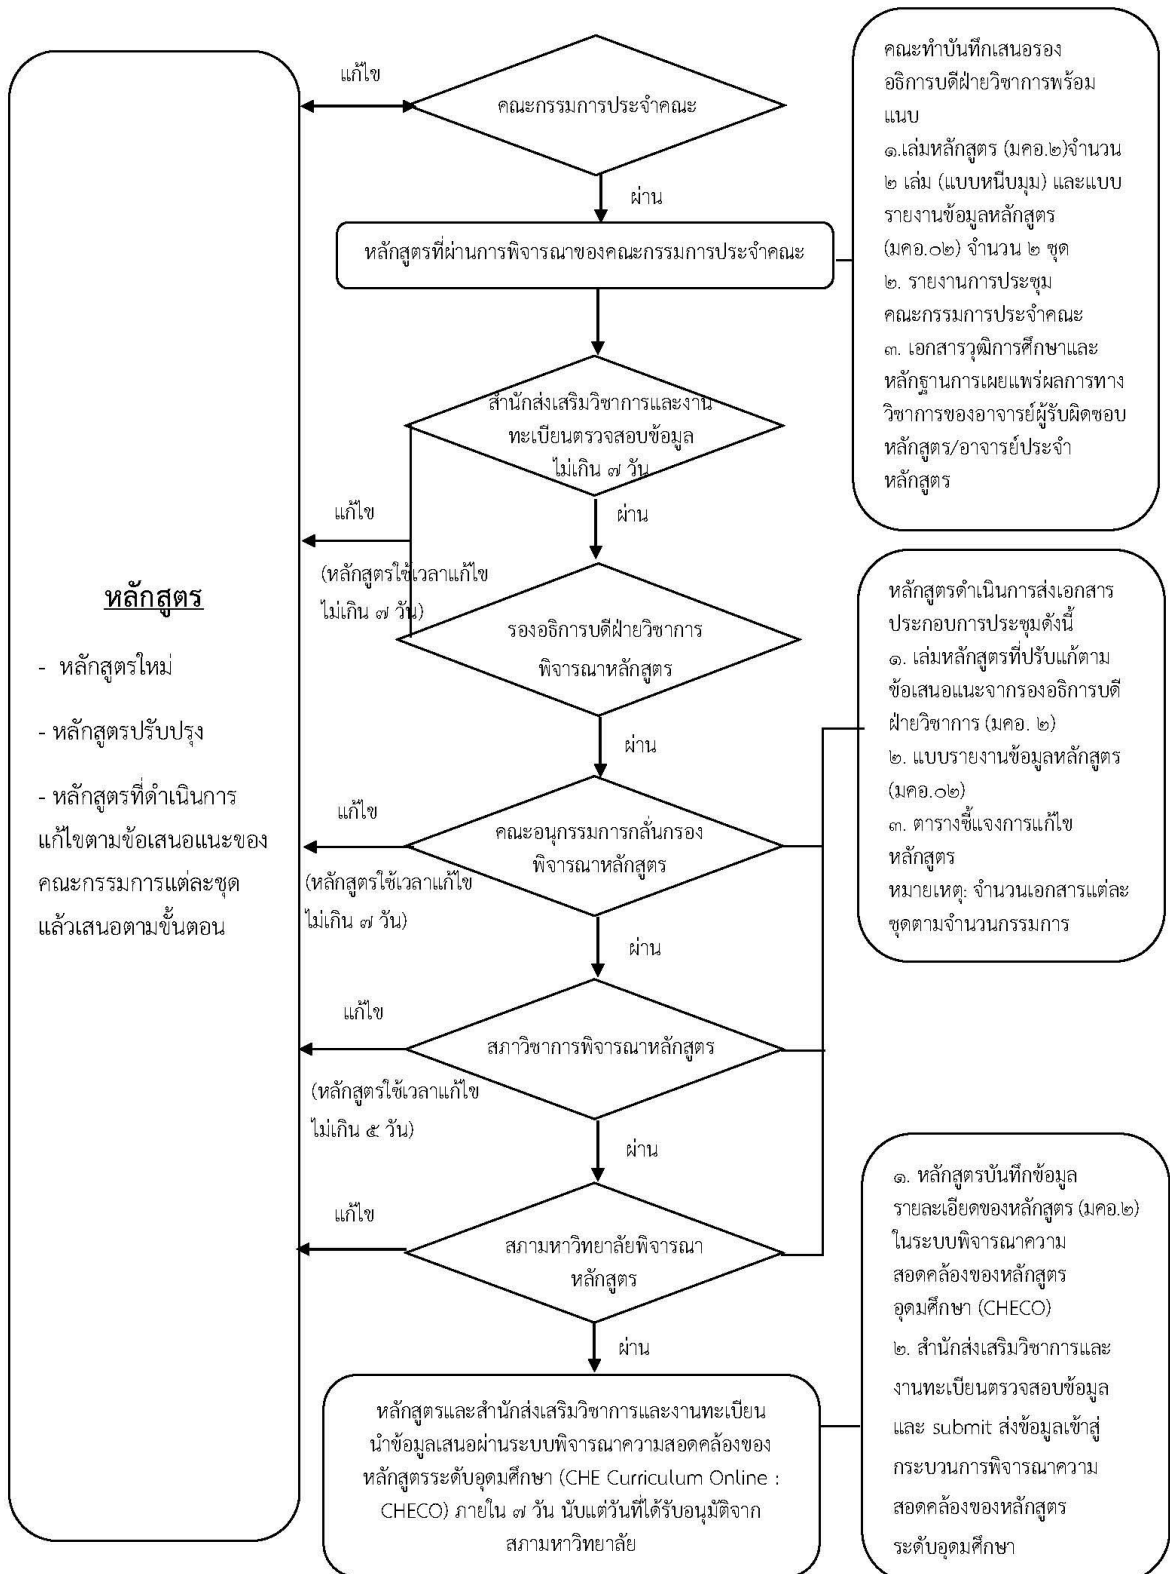 แก้ไข
คณะกรรมการประจำคณะ
ผ่าน
หลักสูตรที่ผ่านการพิจารณาของคณะกรรมการประจำคณะ
คณะทำบันทึกเสนอรอง
อธิการบดีฝ่ายวิชาการพร้อม
แนบ
๑.เล่มหลักสูตร (มคอ.๒)จำนวน
๒ เล่ม (แบบหนีบมุม) และแบบ
รายงานข้อมูลหลักสูตร
(มคอ.๐๒) จำนวน ๒ ชุด
๒. รายงานการประชุม
คณะกรรมการประจำคณะ
๓. เอกสารวุฒิการศึกษาและ
หลักฐานการเผยแพร่ผลการทาง
วิชาการของอาจารย์ผู้รับผิดชอบ
หลักสูตร/อาจารย์ประจำ
หลักสูตร
สำนักส่งเสริมวิชาการและงาน
ทะเบียนตรวจสอบข้อมูล
ไม่เกิน ๗ วัน
ผ่าน
แก้ไข
(หลักสูตรใช้เวลาแก้ไข
ไม่เกิน ๗ วัน)
รองอธิการบดีฝ่ายวิชาการ
พิจารณาหลักสูตร
ผ่าน
หลักสูตร
- หลักสูตรใหม่
- หลักสูตรปรับปรุง
- หลักสูตรที่ดำเนินการ
แก้ไขตามข้อเสนอแนะของ
คณะกรรมการแต่ละชุด
แล้วเสนอตามขั้นตอน
หลักสูตรดำเนินการส่งเอกสาร
ประกอบการประชุมดังนี้
๑. เล่มหลักสูตรที่ปรับแก้ตาม
ข้อเสนอแนะจากรองอธิการบดี
ฝ่ายวิชาการ (มคอ. ๒)
๒. แบบรายงานข้อมูลหลักสูตร
(มคอ.๐๒)
๓. ตารางชี้แจงการแก้ไข
หลักสูตร
หมายเหตุ: จำนวนเอกสารแต่ละ
ชุดตามจำนวนกรรมการ
แก้ไข
คณะอนุกรรมการกลั่นกรอง
พิจารณาหลักสูตร
(หลักสูตรใช้เวลาแก้ไข
ไม่เกิน ๗ วัน)
ผ่าน
แก้ไข
สภาวิชาการพิจารณาหลักสูตร
(หลักสูตรใช้เวลาแก้ไข
ไม่เกิน ๕ วัน)
ผ่าน
แก้ไข
สภามหาวิทยาลัยพิจารณา
หลักสูตร
ผ่าน
หลักสูตรและสำนักส่งเสริมวิชาการและงานทะเบียน
นำข้อมูลเสนอผ่านระบบพิจารณาความสอดคล้องของ
หลักสูตรระดับอุดมศึกษา (CHE Curriculum Online :
CHECO) ภายใน ๗ วัน นับแต่วันที่ได้รับอนุมัติจาก
สภามหาวิทยาลัย
๑. หลักสูตรบันทึกข้อมูล
รายละเอียดของหลักสูตร (มคอ.๒)
ในระบบพิจารณาความ
สอดคล้องของหลักสูตร
อุดมศึกษา (CHECO)
๒. สำนักส่งเสริมวิชาการและ
งานทะเบียนตรวจสอบข้อมูล
และ submit ส่งข้อมูลเข้าสู่
กระบวนการพิจารณาความ
สอดคล้องของหลักสูตร
ระดับอุดมศึกษา